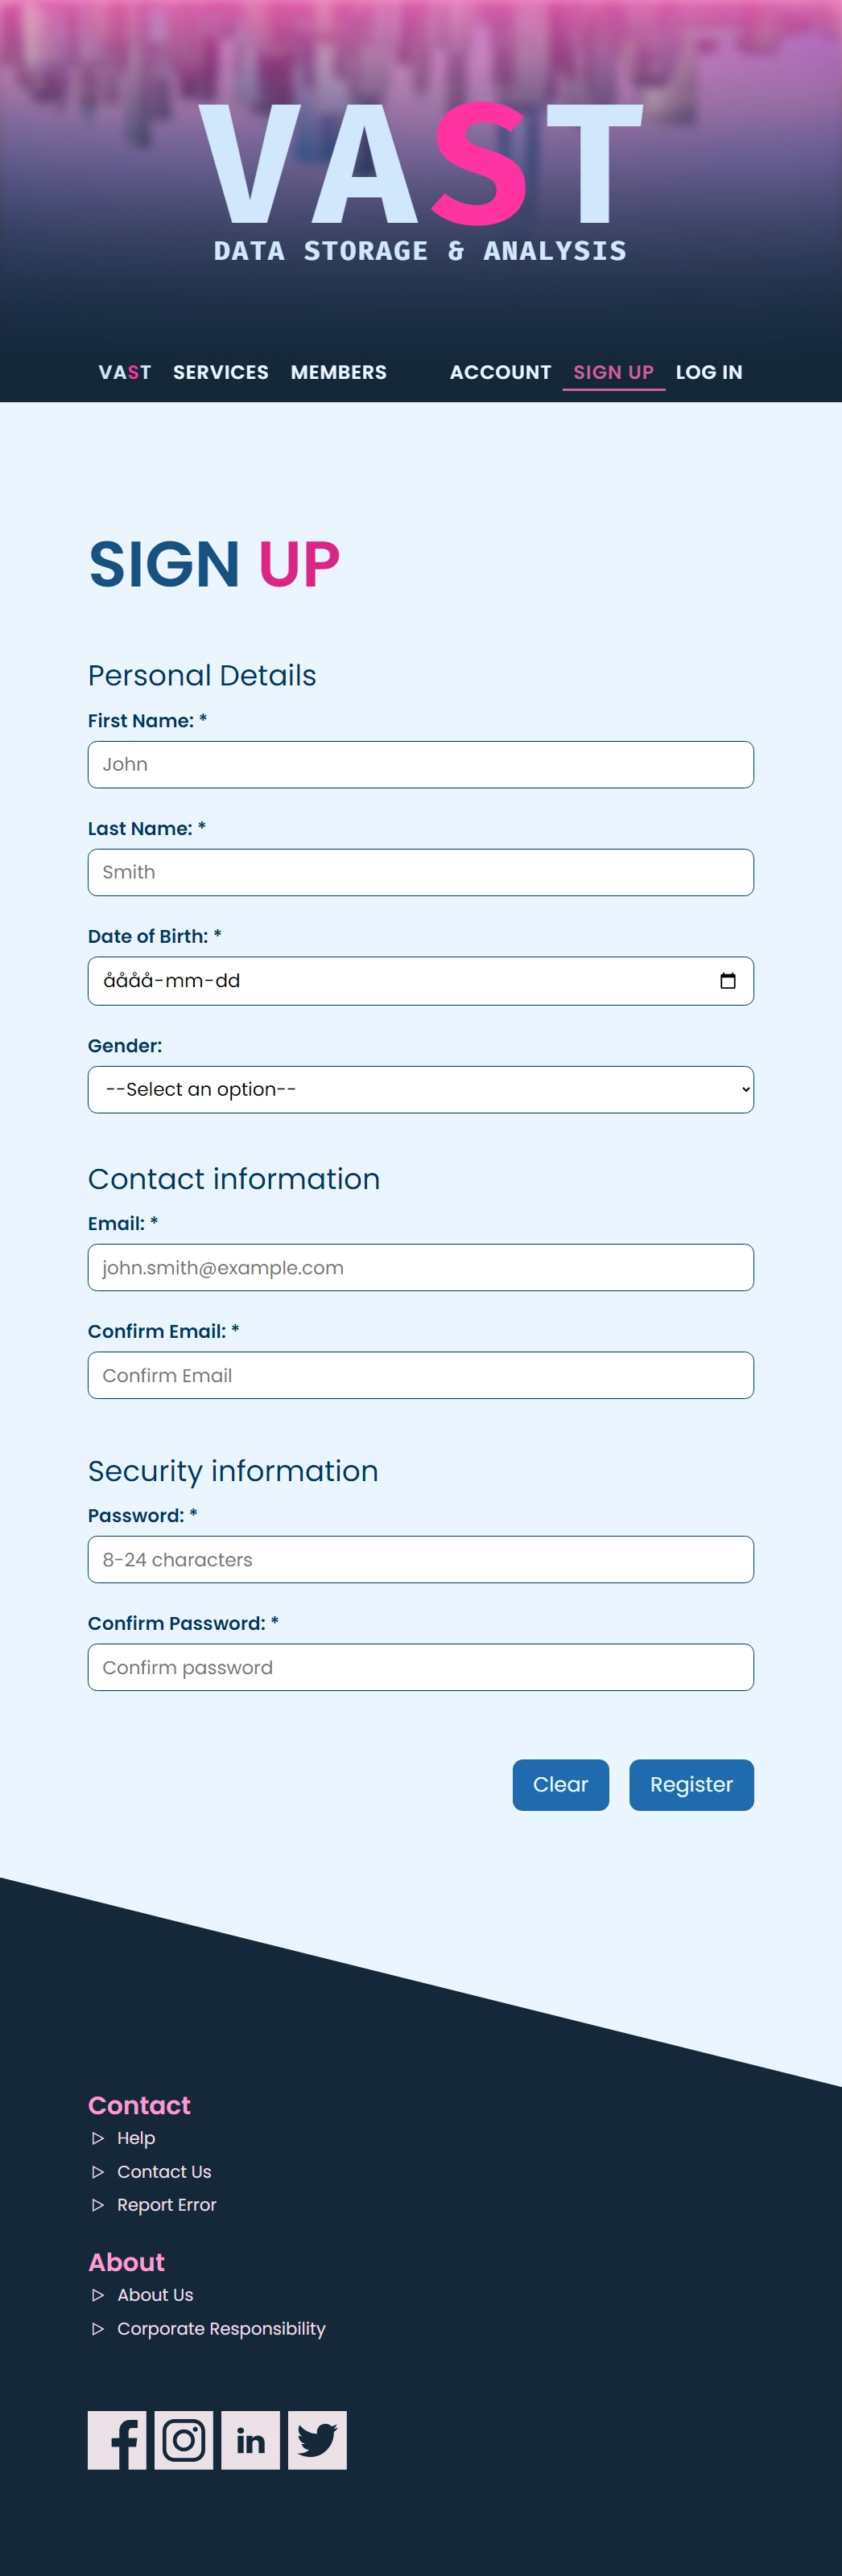 VAST
DATA STORAGE & ANALYSIS
VAST SERVICES MEMBERS ACCOUNT SIGN UP LOG IN
SIGN UP
Personal Details
First Name: *
John
Last Name: *
Smith
Date of Birth: *
åååå-mm-dd
Gender:
--Select an option--
Contact information
Email: *
john.smith@example.com
Confirm Email: *
Confirm Email
Security information
Password: *
8-24 characters
Confirm Password: *
Confirm password
Clear Register
Contact
Help
Contact Us
Report Error
About
About Us
Corporate Responsibility